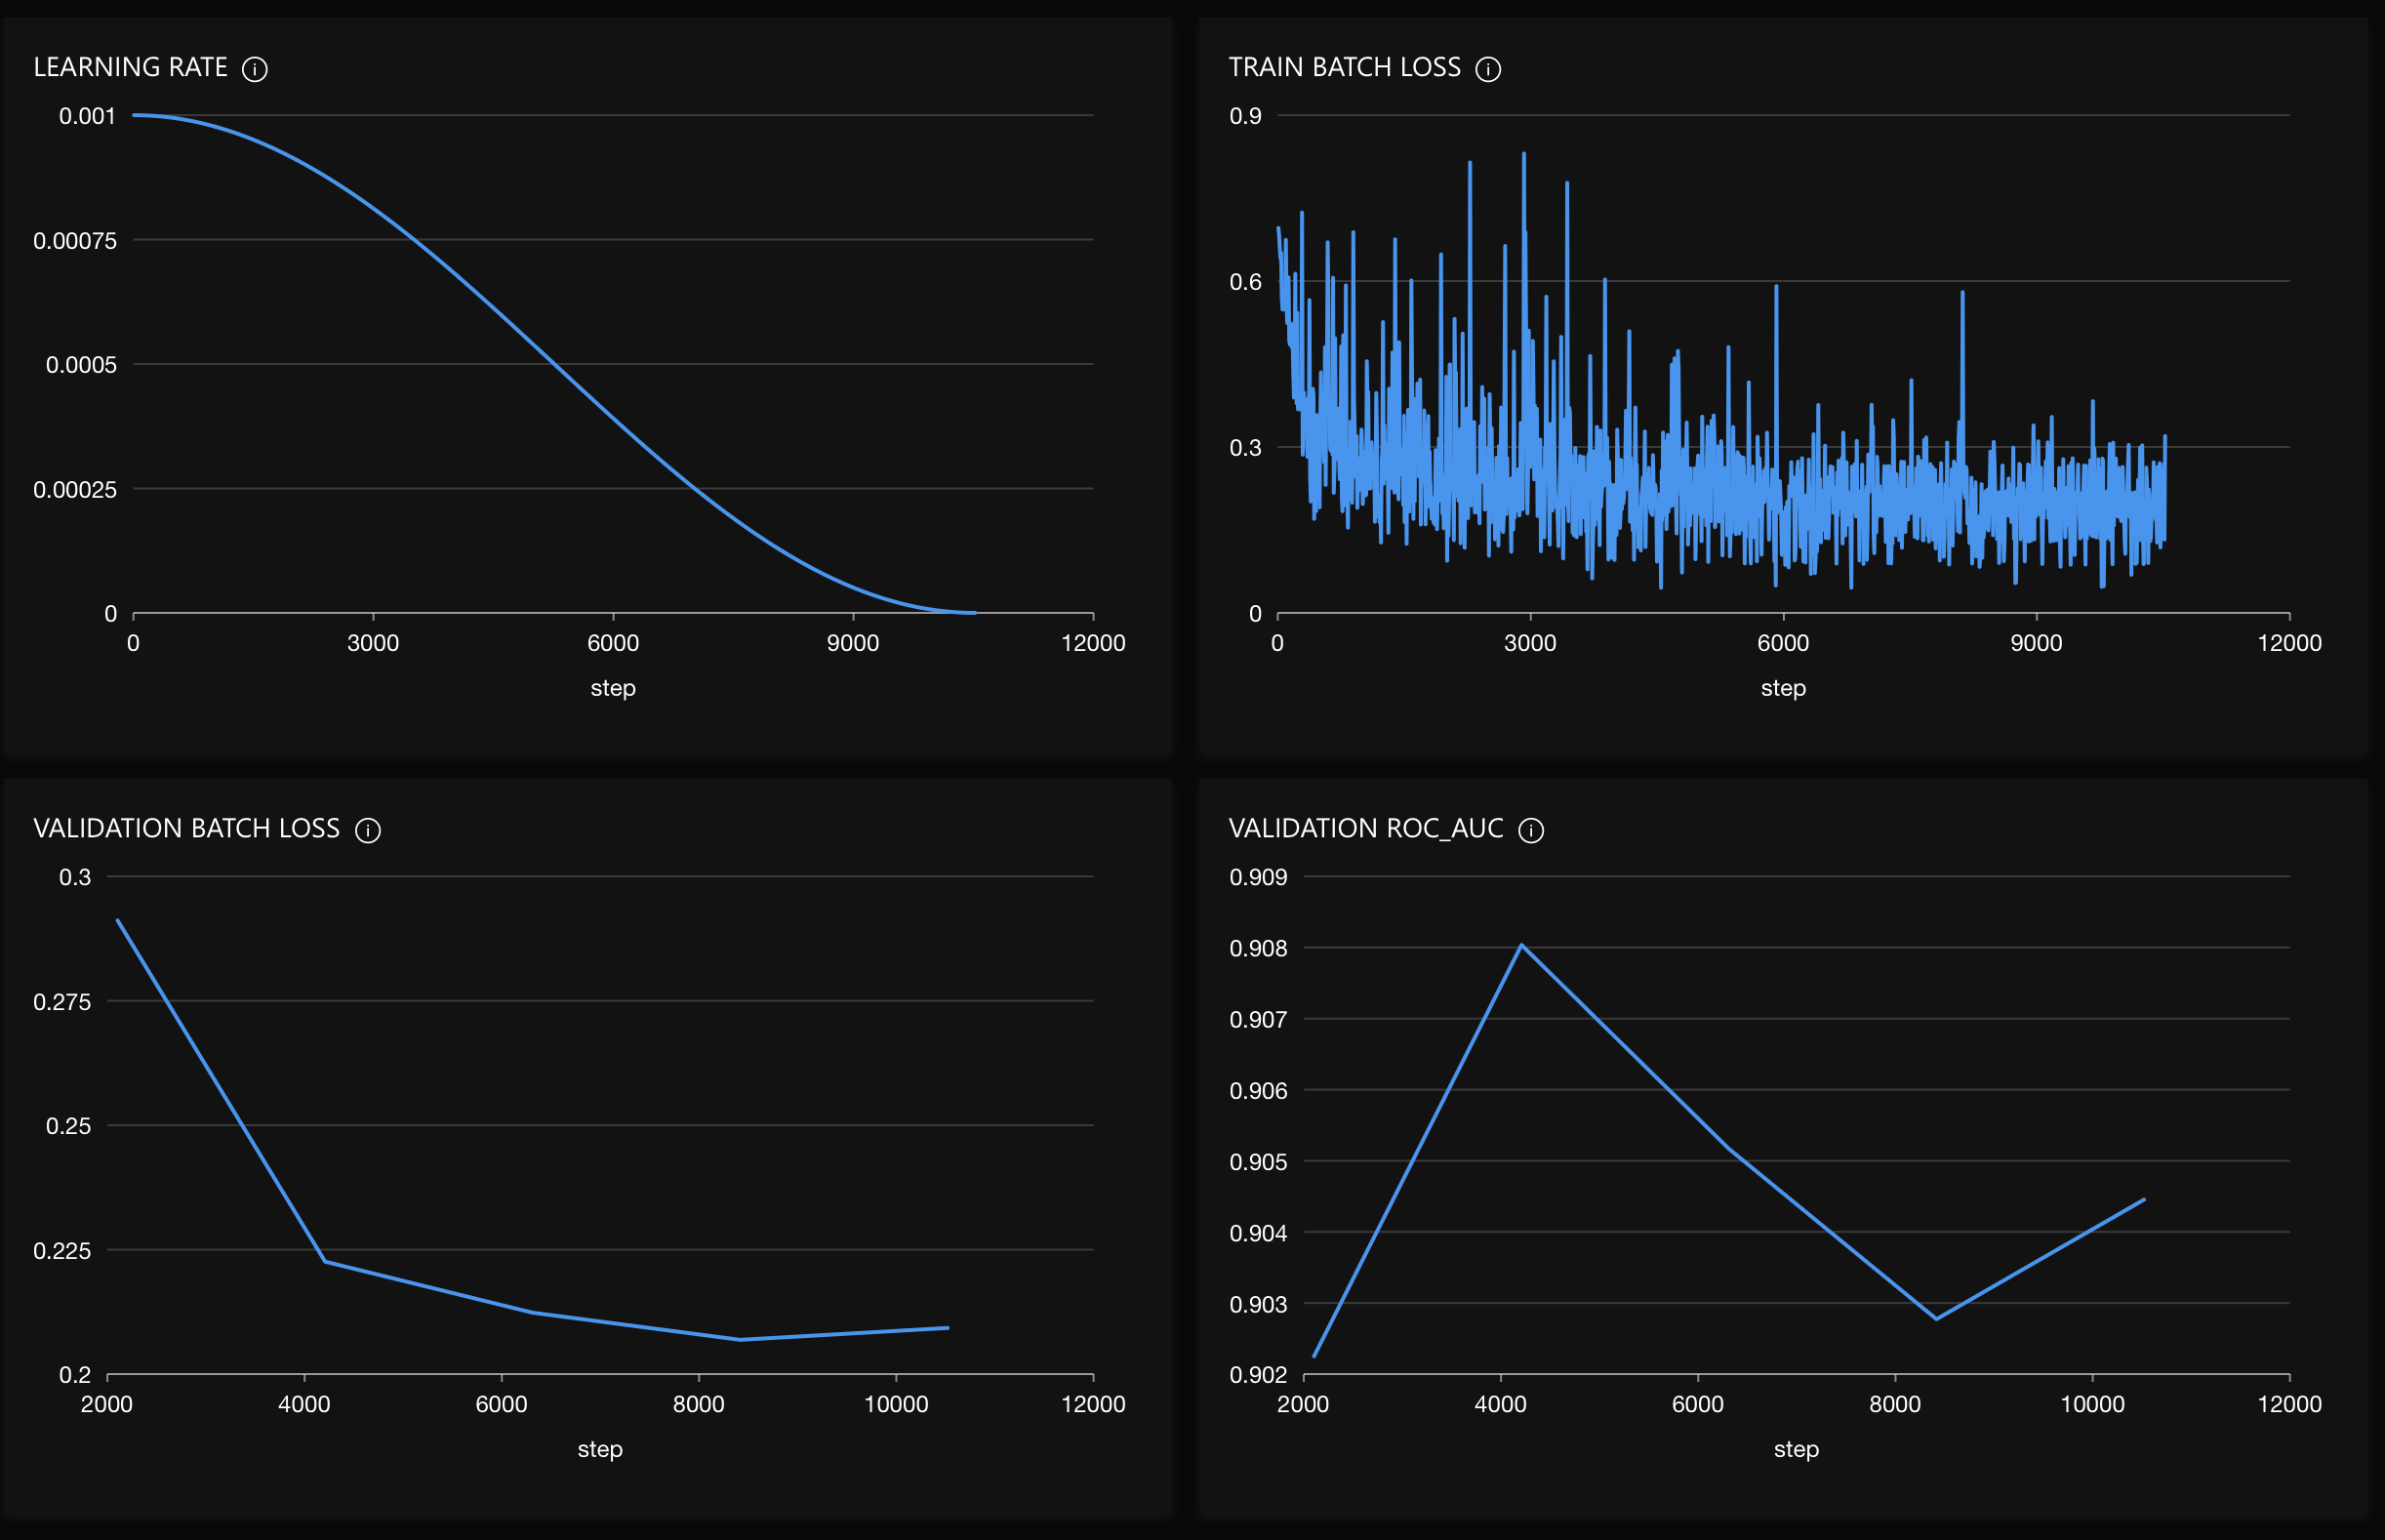 LEARNING RATE
0.001
0.00075
0.0005
0.00025
0
0 3000 6000 9000 12000
step
TRAIN BATCH LOSS
0.9
0.6
0.3
0
0 3000 6000 9000 12000
step
VALIDATION BATCH LOSS
0.3
0.275
0.25
0.225
0.2
2000 4000 6000 8000 10000 12000
step
VALIDATION ROC_AUC
0.909
0.908
0.907
0.906
0.905
0.904
0.903
0.902
2000 4000 6000 8000 10000 12000
step